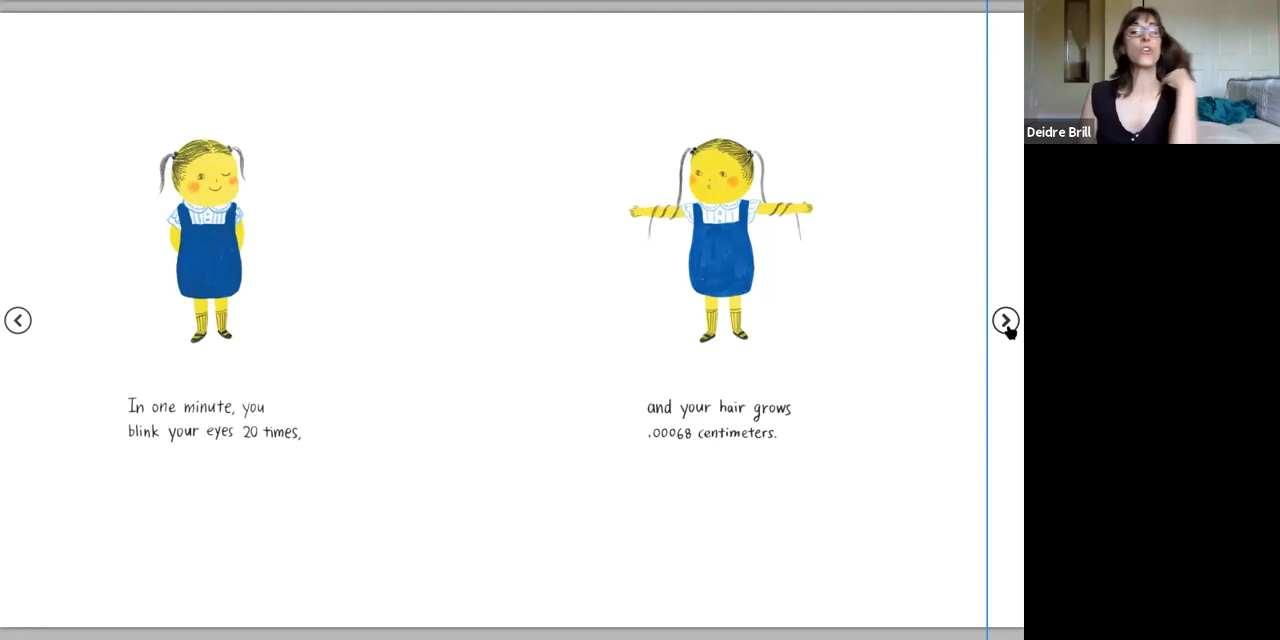 In one minute, you
blink your eyes 20 times,
and your hair grows
.00068 centimeters.
Deidre Brill